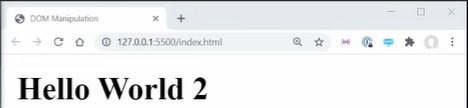 DOM Manipulation
127.0.0.1:5500/index.html
Hello World 2